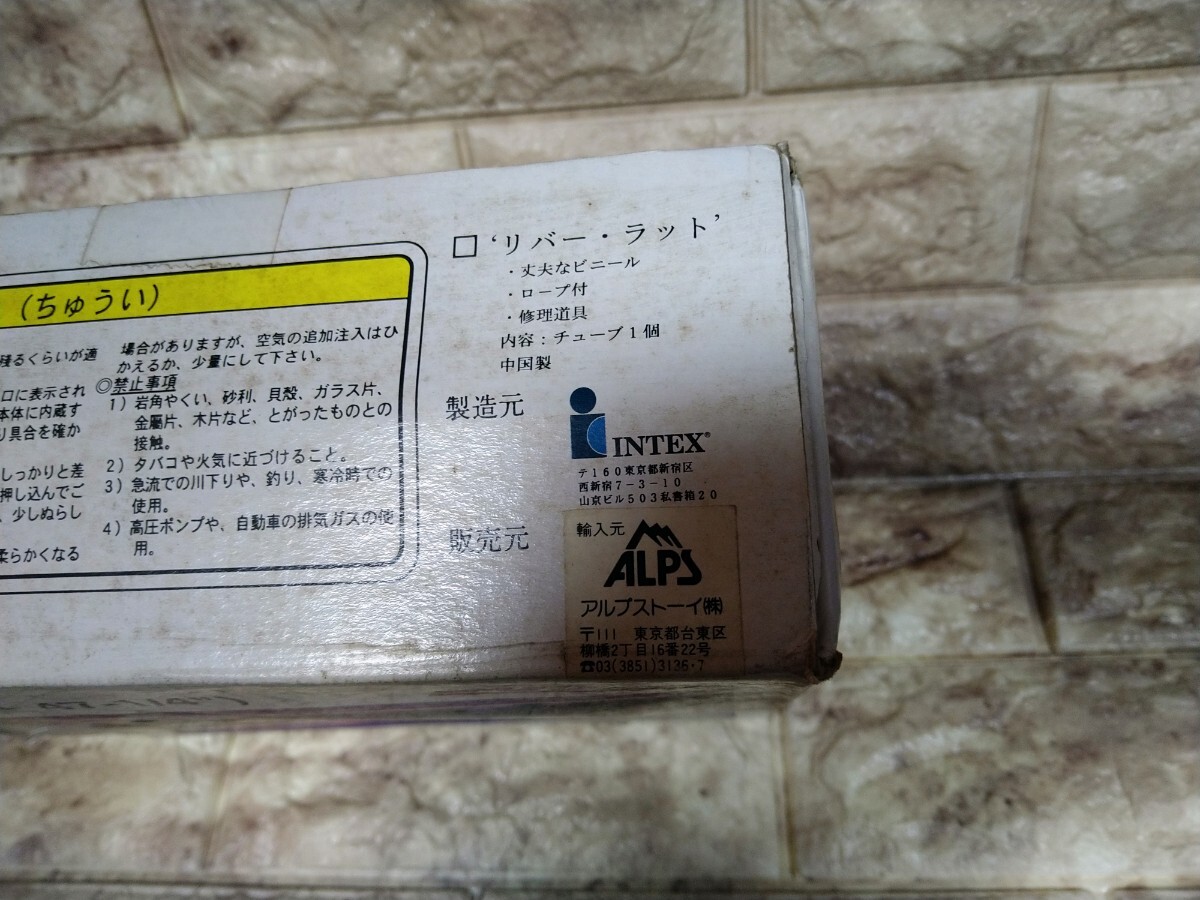 (ちゅうい)
残るくらいが適
口に表示され
本体に内蔵す
り具合を確か
しっかりと差
押し込んでご
、少しぬらし
柔らかくなる
場合がありますが、空気の追加注入はひ
かえるか、少量にして下さい。
◎禁止事項
1) 岩角やくい、砂利、貝殻、ガラス片、
金属片、木片など、とがったものとの
接触。
2) タバコや火気に近づけること。
3) 急流での川下りや、釣り、寒冷時での
使用。
4) 高圧ポンプや、自動車の排気ガスの使
用。
□ ‘リバー・ラット’
・丈夫なビニール
・ロープ付
・修理道具
内容：チューブ1個
中国製
製造元
INTEX®
〒160東京都新宿区
西新宿7-3-10
山京ビル503私書箱20
販売元
輸入元
ALPS
アルプストーイ㈱
〒111 東京都台東区
柳橋2丁目16番22号
☎03(3851)3136・7
47-1/4")